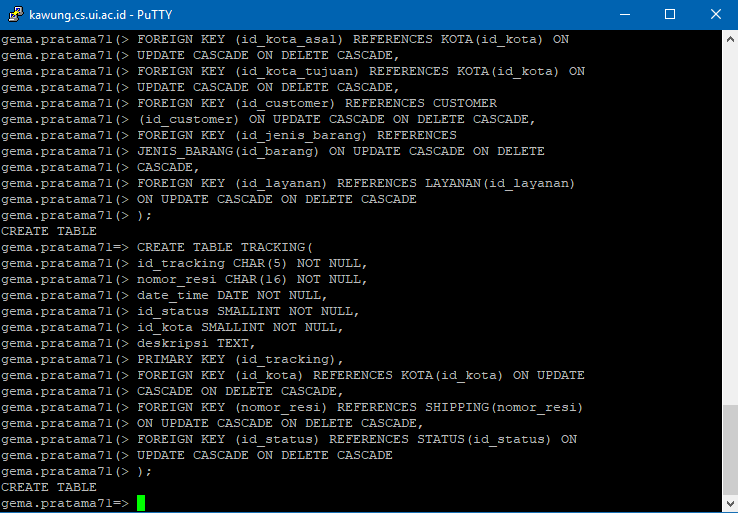 kawung.cs.ui.ac.id - PuTTY
gema.pratama71(> FOREIGN KEY (id_kota_asal) REFERENCES KOTA(id_kota) ON
gema.pratama71(> UPDATE CASCADE ON DELETE CASCADE,
gema.pratama71(> FOREIGN KEY (id_kota_tujuan) REFERENCES KOTA(id_kota) ON
gema.pratama71(> UPDATE CASCADE ON DELETE CASCADE,
gema.pratama71(> FOREIGN KEY (id_customer) REFERENCES CUSTOMER
gema.pratama71(> (id_customer) ON UPDATE CASCADE ON DELETE CASCADE,
gema.pratama71(> FOREIGN KEY (id_jenis_barang) REFERENCES
gema.pratama71(> JENIS_BARANG(id_barang) ON UPDATE CASCADE ON DELETE
gema.pratama71(> CASCADE,
gema.pratama71(> FOREIGN KEY (id_layanan) REFERENCES LAYANAN(id_layanan)
gema.pratama71(> ON UPDATE CASCADE ON DELETE CASCADE
gema.pratama71(> );
CREATE TABLE
gema.pratama71=> CREATE TABLE TRACKING(
gema.pratama71(> id_tracking CHAR(5) NOT NULL,
gema.pratama71(> nomor_resi CHAR(16) NOT NULL,
gema.pratama71(> date_time DATE NOT NULL,
gema.pratama71(> id_status SMALLINT NOT NULL,
gema.pratama71(> id_kota SMALLINT NOT NULL,
gema.pratama71(> deskripsi TEXT,
gema.pratama71(> PRIMARY KEY (id_tracking),
gema.pratama71(> FOREIGN KEY (id_kota) REFERENCES KOTA(id_kota) ON UPDATE
gema.pratama71(> CASCADE ON DELETE CASCADE,
gema.pratama71(> FOREIGN KEY (nomor_resi) REFERENCES SHIPPING(nomor_resi)
gema.pratama71(> ON UPDATE CASCADE ON DELETE CASCADE,
gema.pratama71(> FOREIGN KEY (id_status) REFERENCES STATUS(id_status) ON
gema.pratama71(> UPDATE CASCADE ON DELETE CASCADE
gema.pratama71(> );
CREATE TABLE
gema.pratama71=>